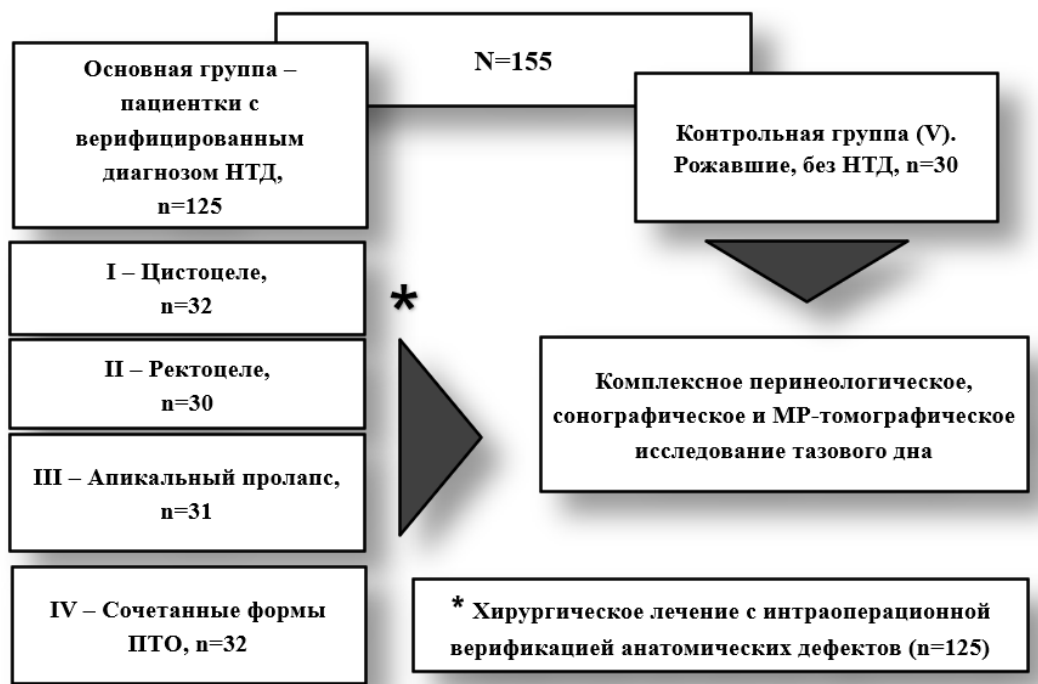 N=155
Основная группа –
пациентки с
верифицированным
диагнозом НТД,
n=125
Контрольная группа (V).
Рожавшие, без НТД, n=30
I – Цистоцеле,
n=32
*
II – Ректоцеле,
n=30
III – Апикальный пролапс,
n=31
IV – Сочетанные формы
ПТО, n=32
Комплексное перинеологическое,
сонографическое и МР-томографическое
исследование тазового дна
* Хирургическое лечение с интраоперационной
верификацией анатомических дефектов (n=125)